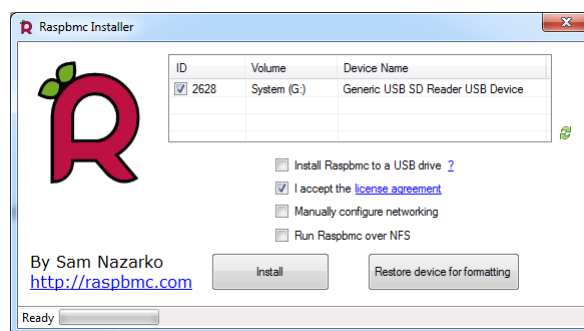 Raspbmc Installer
ID Volume Device Name
2628 System (G:) Generic USB SD Reader USB Device
Install Raspbmc to a USB drive ?
I accept the license agreement
Manually configure networking
Run Raspbmc over NFS
By Sam Nazarko
http://raspbmc.com
Install
Restore device for formatting
Ready